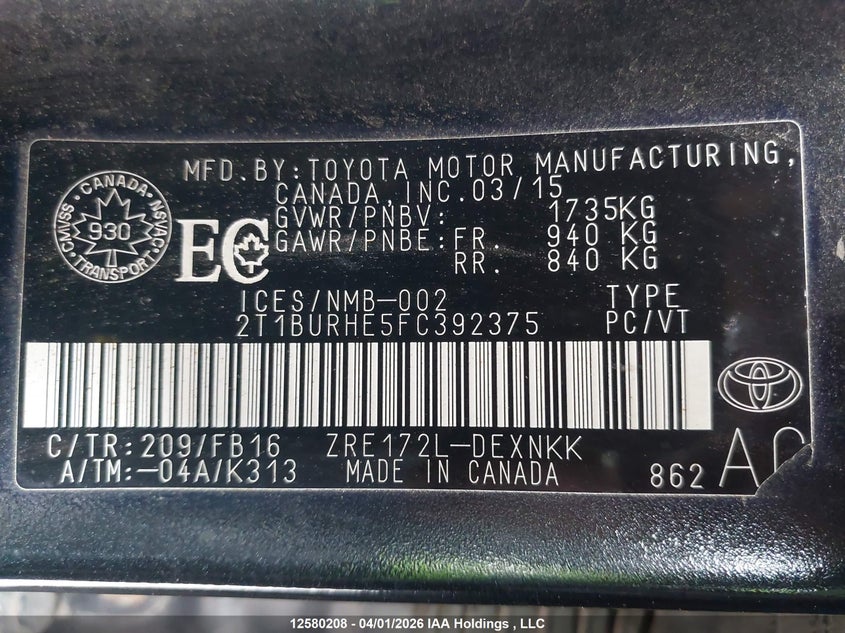 MFD.BY:TOYOTA MOTOR MANUFACTURING,
CANADA,INC.03/15
GVWR/PNBV: 1735KG
GAWR/PNBE:FR. 940 KG
RR. 840 KG
CANADA
CMVSS 930 NSVAC
TRANSPORT
EC
ICES/NMB-002 TYPE
2T1BURHE5FC392375 PC/VT
C/TR:209/FB16 ZRE172L-DEXNKK
A/TM:-04A/K313 MADE IN CANADA 862
12580208 - 04/01/2026 IAA Holdings , LLC